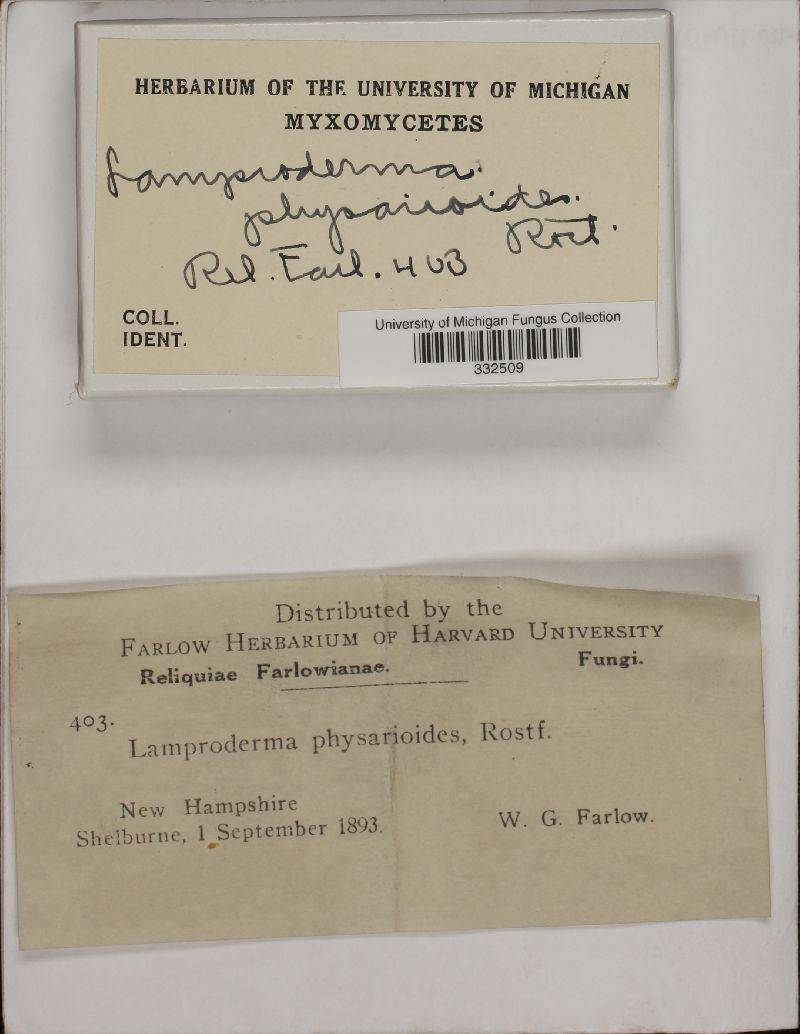 HERBARIUM OF THE UNIVERSITY OF MICHIGAN
MYXOMYCETES
Lamproderma
physarioides.
Rost.
Rel. Farl. 403
COLL.
IDENT.
University of Michigan Fungus Collection
332509
Distributed by the
FARLOW HERBARIUM OF HARVARD UNIVERSITY
Reliquiae Farlowianae. Fungi.
403.
Lamproderma physarioides, Rostf.
New Hampshire
Shelburne, 1 September 1893. W. G. Farlow.